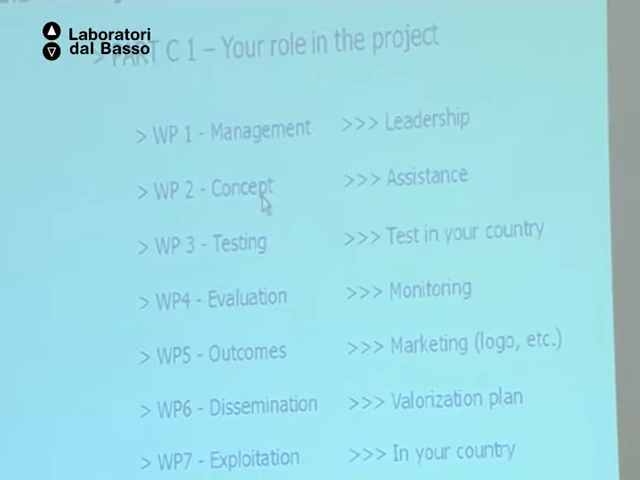 Laboratori
dal Basso
> PART C 1 – Your role in the project
> WP 1 - Management >>> Leadership
> WP 2 - Concept >>> Assistance
> WP 3 - Testing >>> Test in your country
> WP4 - Evaluation >>> Monitoring
> WP5 - Outcomes >>> Marketing (logo, etc.)
> WP6 - Dissemination >>> Valorization plan
> WP7 - Exploitation >>> In your country